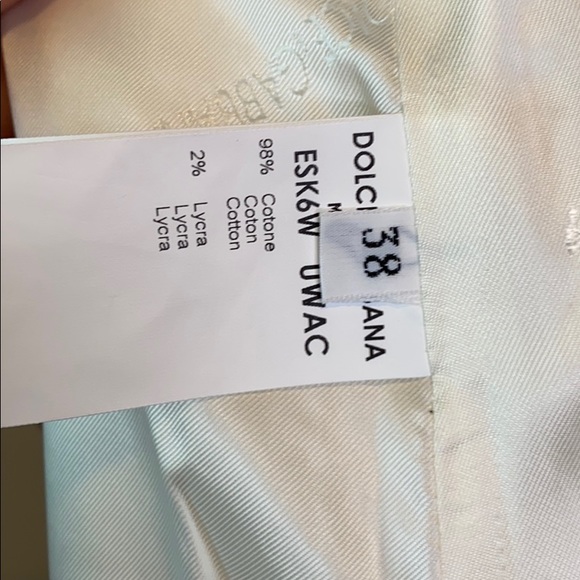 DOLC
ANA
38
M
ESK6W UWAC
98% Cotone
Coton
Cotton
2% Lycra
Lycra
Lycra